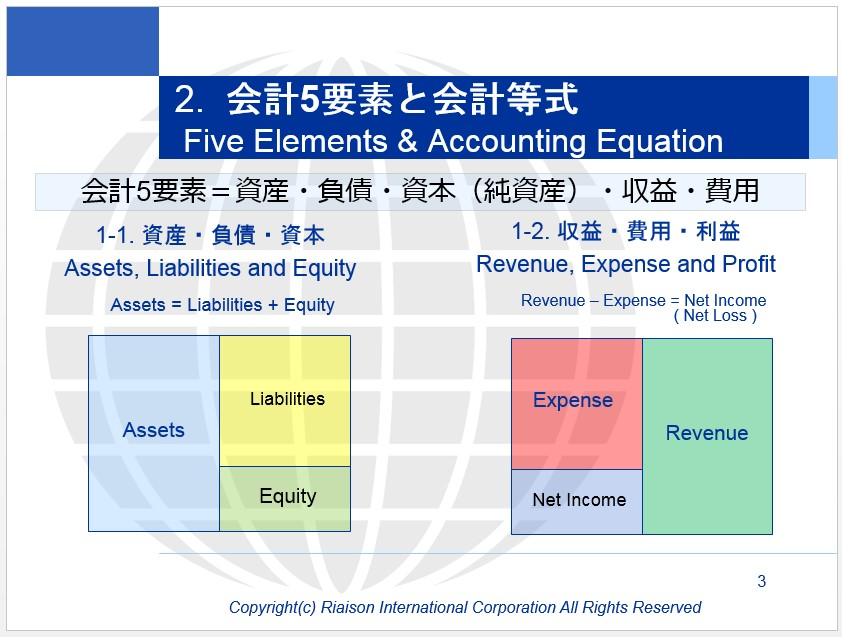 2. 会計5要素と会計等式
Five Elements & Accounting Equation
会計5要素＝資産・負債・資本（純資産）・収益・費用
1-1. 資産・負債・資本
Assets, Liabilities and Equity
Assets = Liabilities + Equity
Assets
Liabilities
Equity
1-2. 収益・費用・利益
Revenue, Expense and Profit
Revenue – Expense = Net Income
( Net Loss )
Expense
Net Income
Revenue
3
Copyright(c) Riaison International Corporation All Rights Reserved